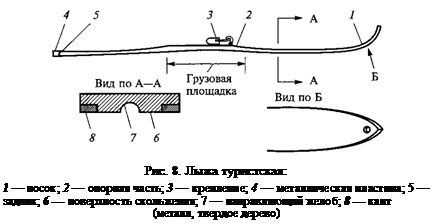 4 5 3 2 А 1
А Б
Вид по А—А
Грузовая
площадка
Вид по Б
8 7 6
Рис. 8. Лыжа туристская:
1 — носок; 2 — опорная часть; 3 — крепление; 4 — металлическая пластина; 5 —
задник; 6 — поверхность скольжения; 7 — направляющий желоб; 8 — кант
(металл, твердое дерево)